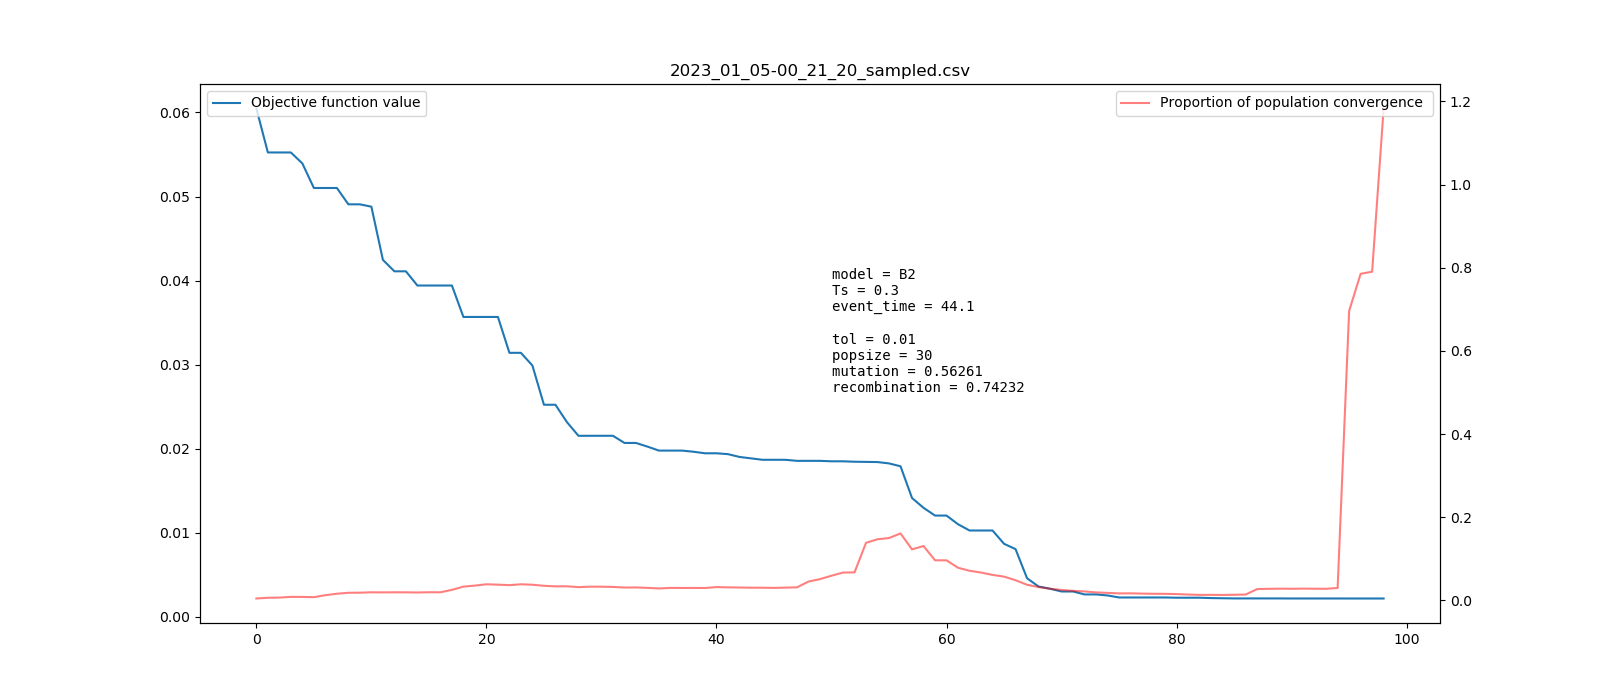 2023_01_05-00_21_20_sampled.csv
Objective function value
Proportion of population convergence
0.06
0.05
0.04
0.03
0.02
0.01
0.00
1.2
1.0
0.8
0.6
0.4
0.2
0.0
model = B2
Ts = 0.3
event_time = 44.1
tol = 0.01
popsize = 30
mutation = 0.56261
recombination = 0.74232
0
20
40
60
80
100